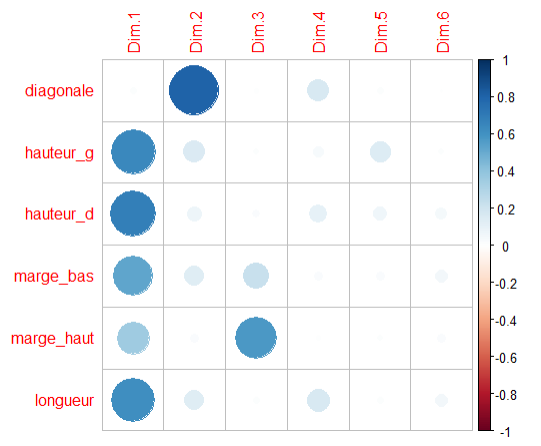 Dim.1 Dim.2 Dim.3 Dim.4 Dim.5 Dim.6
diagonale
hauteur_g
hauteur_d
marge_bas
marge_haut
longueur
1
0.8
0.6
0.4
0.2
0
-0.2
-0.4
-0.6
-0.8
-1